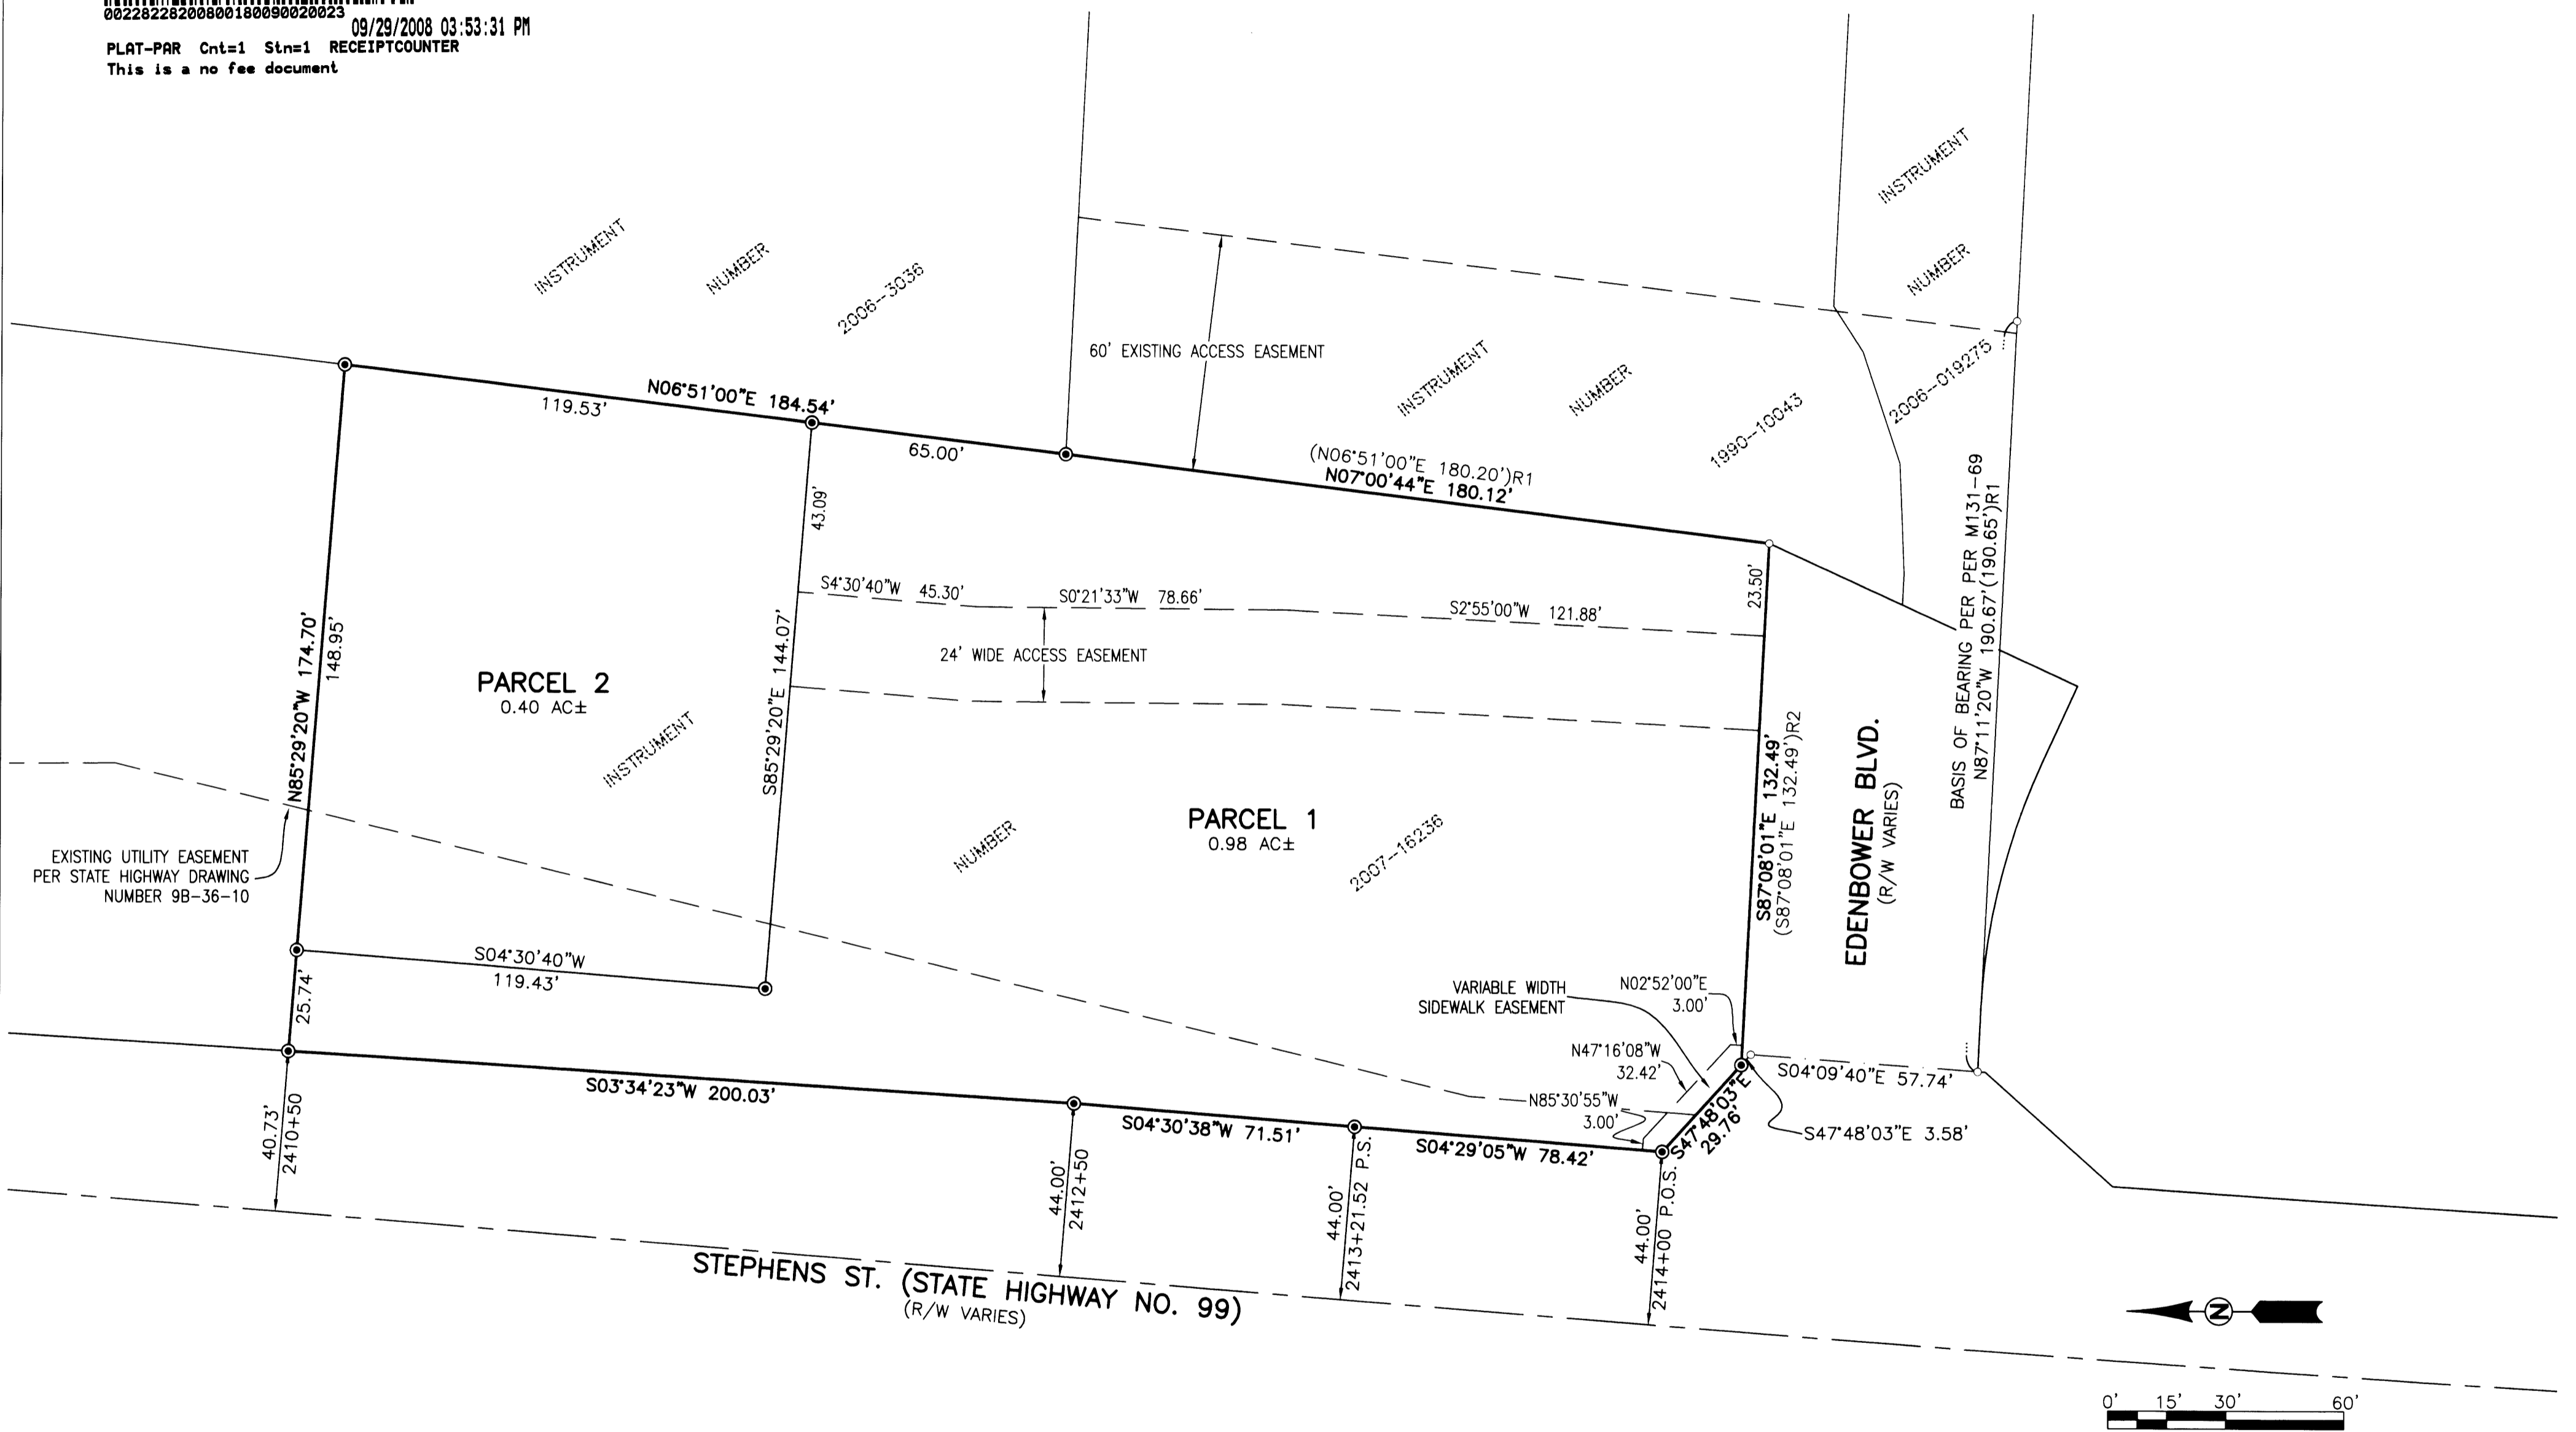 00228228200800180090020023
09/29/2008 03:53:31 PM
PLAT-PAR Cnt=1 Stn=1 RECEIPTCOUNTER
This is a no fee document
INSTRUMENT
NUMBER
2006-3036
60' EXISTING ACCESS EASEMENT
INSTRUMENT
NUMBER
1990-10043
INSTRUMENT
NUMBER
2006-019275
N06°51'00"E 184.54'
119.53'
65.00'
(N06°51'00"E 180.20')R1
N07°00'44"E 180.12'
43.09'
S85°29'20"E 144.07'
S4°30'40"W 45.30'
S0°21'33"W 78.66'
S2°55'00"W 121.88'
24' WIDE ACCESS EASEMENT
23.50'
N85°29'20"W 174.70'
148.95'
PARCEL 2
0.40 AC±
INSTRUMENT
NUMBER
2007-16236
PARCEL 1
0.98 AC±
S87°08'01"E 132.49'
(S87°08'01"E 132.49')R2
EDENBOWER BLVD.
(R/W VARIES)
BASIS OF BEARING PER PER M131-69
N87°11'20"W 190.67'(190.65')R1
EXISTING UTILITY EASEMENT
PER STATE HIGHWAY DRAWING
NUMBER 9B-36-10
S04°30'40"W
119.43'
25.74'
VARIABLE WIDTH
SIDEWALK EASEMENT
N02°52'00"E
3.00'
N47°16'08"W
32.42'
N85°30'55"W
3.00'
S04°09'40"E 57.74'
S47°48'03"E
29.76'
S47°48'03"E 3.58'
S03°34'23"W 200.03'
S04°30'38"W 71.51'
S04°29'05"W 78.42'
40.73'
2410+50
44.00'
2412+50
44.00'
2413+21.52 P.S.
44.00'
2414+00 P.O.S.
STEPHENS ST. (STATE HIGHWAY NO. 99)
(R/W VARIES)
N
0' 15' 30' 60'